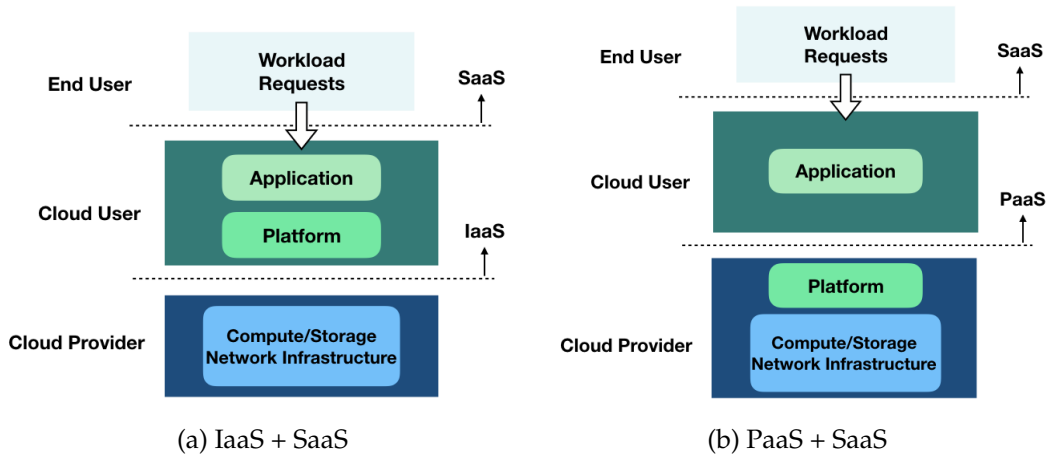 Workload
Requests
End User
SaaS
Application
Cloud User
Platform
IaaS
Cloud Provider
Compute/Storage
Network Infrastructure
(a) IaaS + SaaS
Workload
Requests
End User
SaaS
Application
Cloud User
PaaS
Platform
Cloud Provider
Compute/Storage
Network Infrastructure
(b) PaaS + SaaS